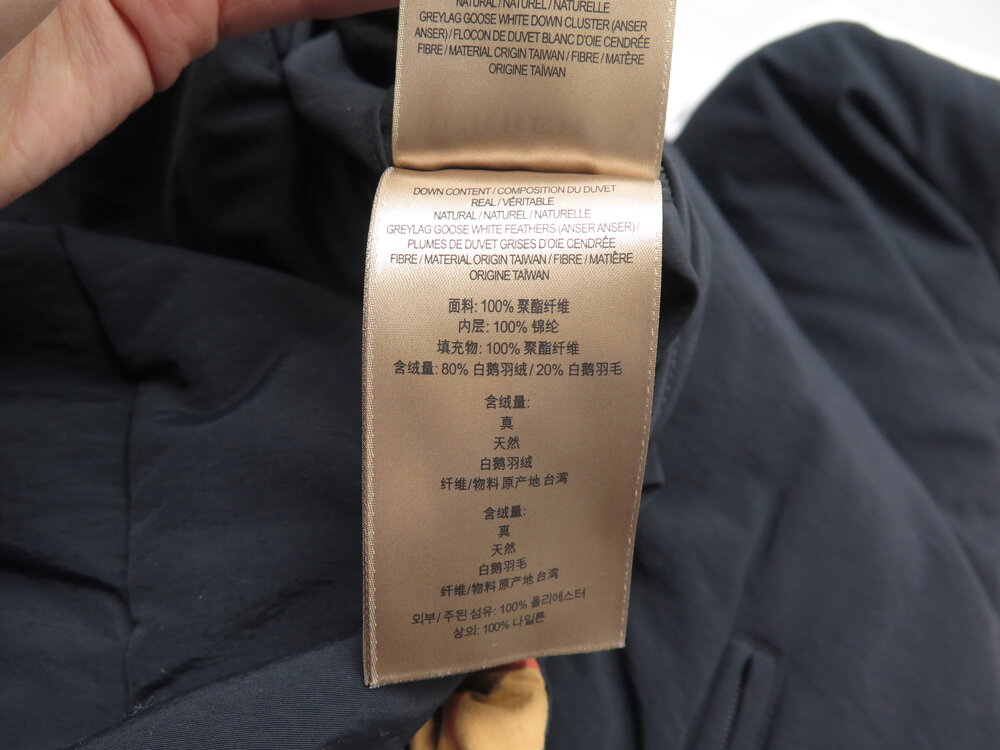 NATURAL / NATUREL / NATURELLE
GREYLAG GOOSE WHITE DOWN CLUSTER (ANSER
ANSER) / FLOCON DE DUVET BLANC D'OIE CENDRÉE
FIBRE / MATERIAL CRIGIN TAIWAN / FIBRE / MATÈRE
ORIGINE TAÏWAN
DOWN CONTENT / COMPOSITION DU DUVET
REAL / VÉRITABLE
NATURAL / NATUREL / NATURELLE
GREYLAG GOOSE WHITE FEATHERS (ANSER ANSER) /
PLUMES DE DUVET GRISES D'OIE CENDRÉE
FIBRE / MATERIAL ORIGIN TAIWAN / FIBRE / MATIÈRE
ORIGINE TAÏWAN
面料: 100% 聚酯纤维
内层: 100% 锦纶
填充物: 100% 聚酯纤维
含绒量: 80% 白鹅羽绒 / 20% 白鹅羽毛
含绒量:
真
天然
白鹅羽绒
纤维/物料 原产地 台湾
含绒量:
真
天然
白鹅羽毛
纤维/物料 原产地 台湾
외부 / 주된 섬유: 100% 폴리에스터
상의: 100% 나일론